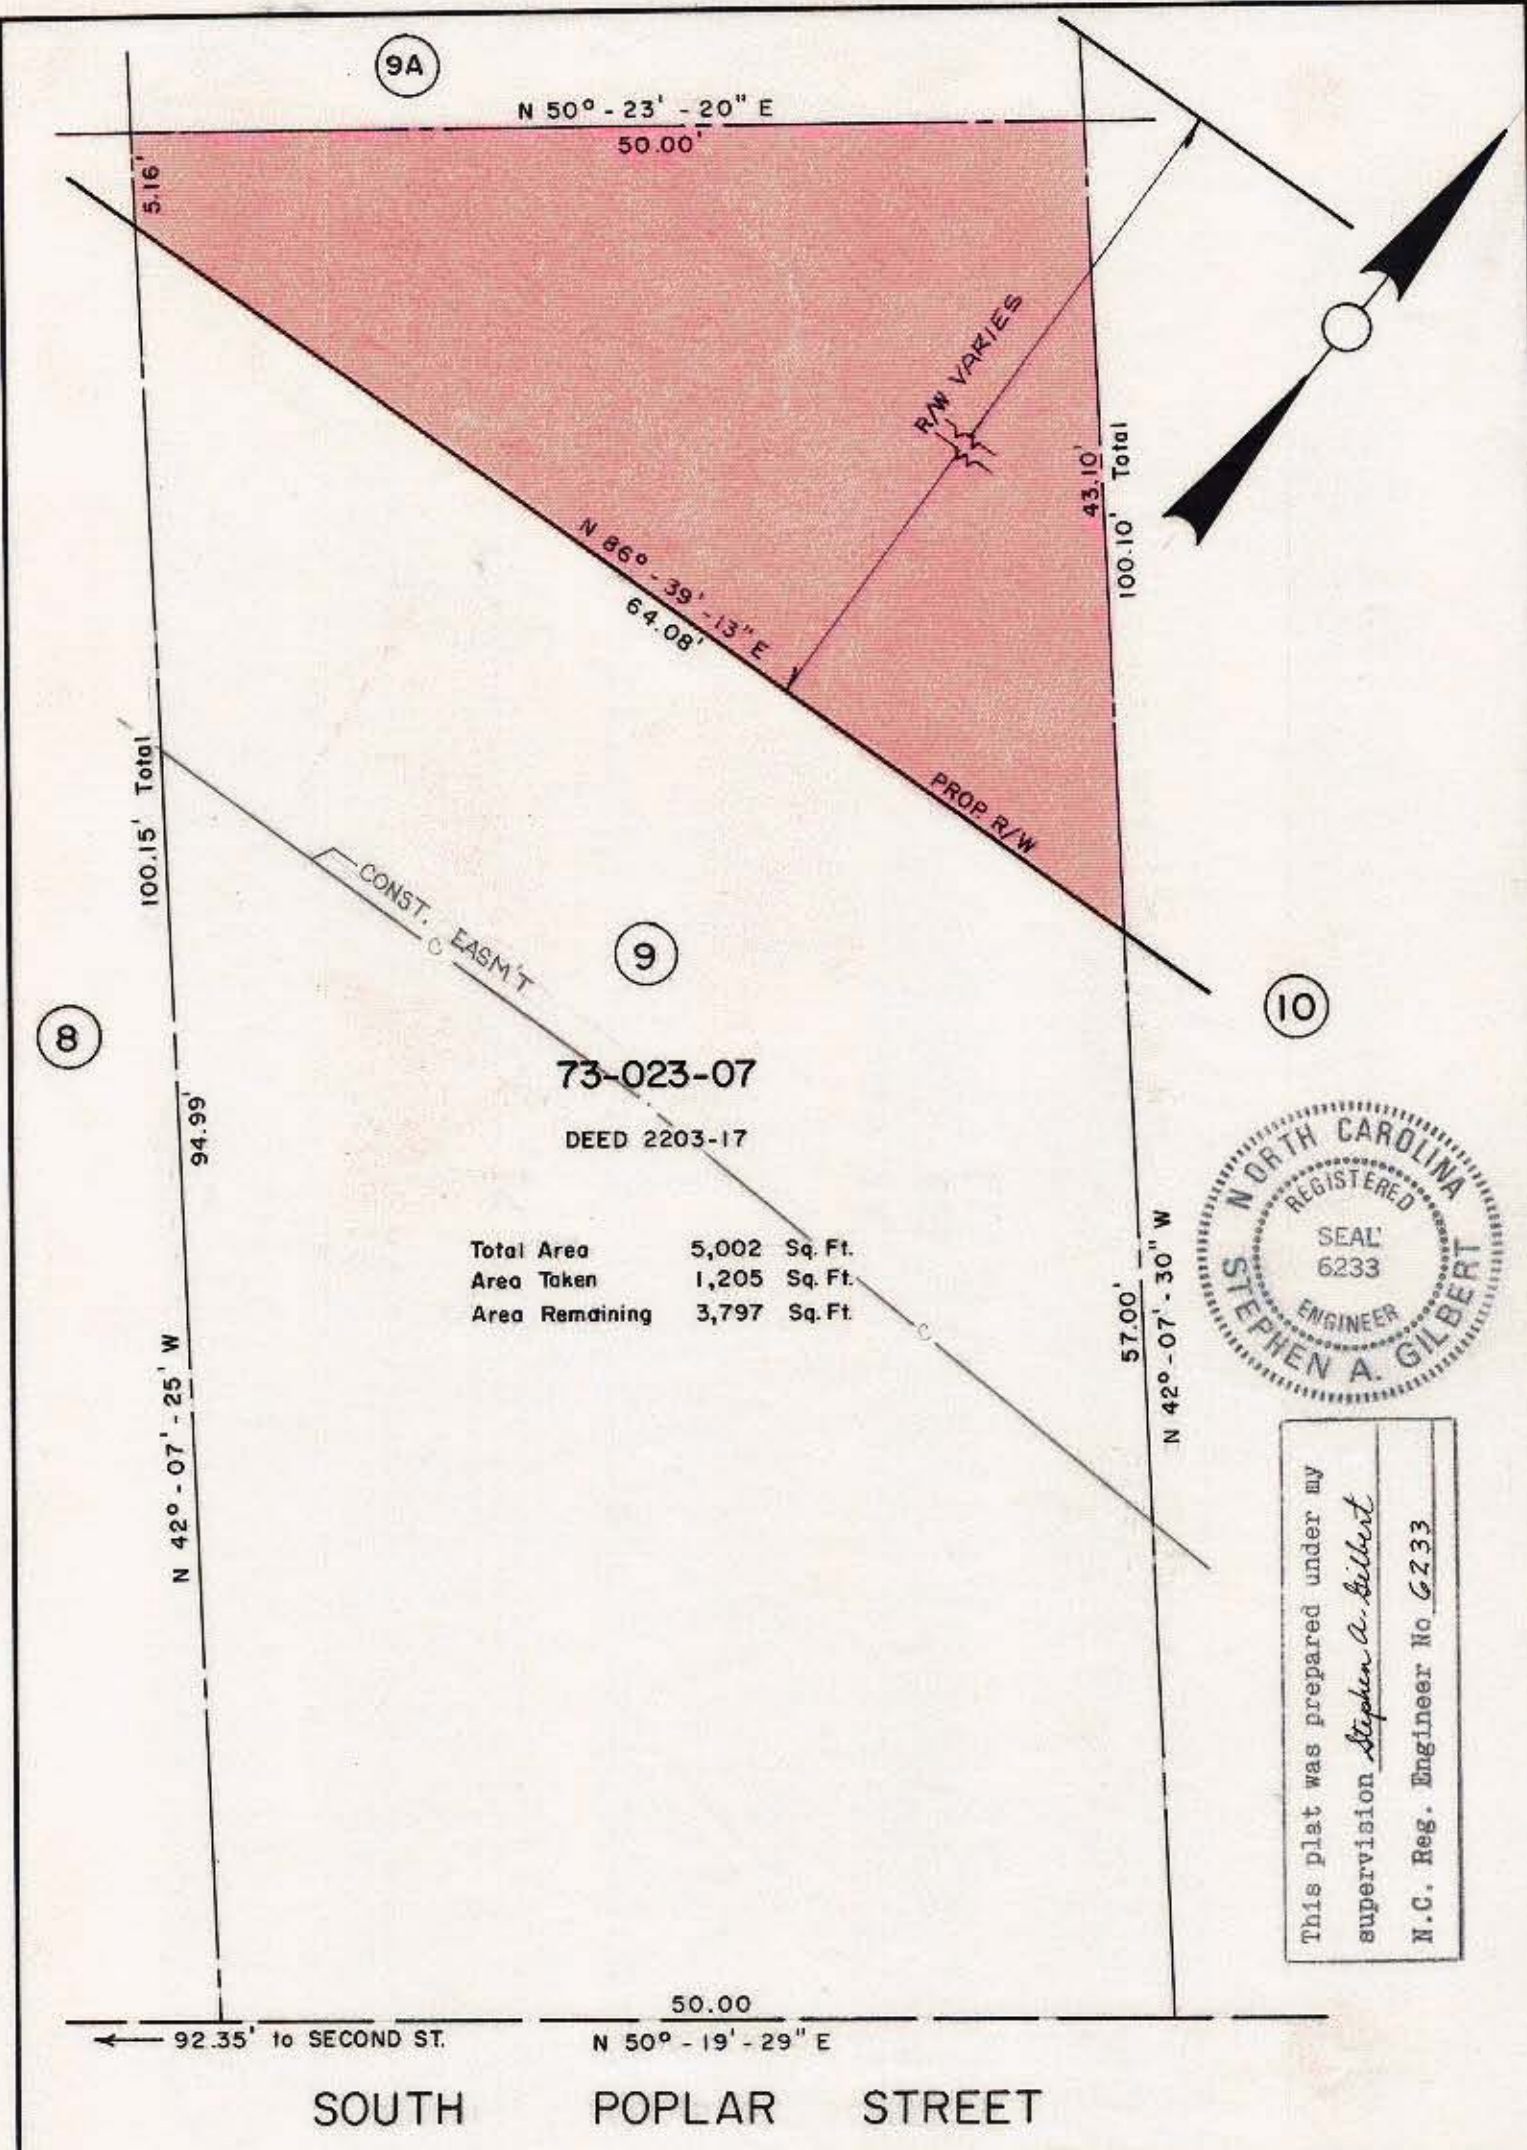 9A
N 50° - 23' - 20" E
50.00'
5.16'
R/W VARIES
43.10'
100.10' Total
N 86° - 39' - 13" E
64.08'
PROP. R/W
100.15' Total
CONST. EASM'T
C
9
8
10
73-023-07
94.99'
DEED 2203-17
Total Area 5,002 Sq. Ft.
Area Taken 1,205 Sq. Ft.
Area Remaining 3,797 Sq. Ft.
C
57.00'
N 42° - 07' - 30" W
N 42° - 07' - 25' W
NORTH CAROLINA
REGISTERED
SEAL
6233
ENGINEER
STEPHEN A. GILBERT
This plat was prepared under my
supervision Stephen A. Gilbert
N.C. Reg. Engineer No. 6233
50.00
92.35' to SECOND ST.
N 50° - 19' - 29" E
SOUTH POPLAR STREET